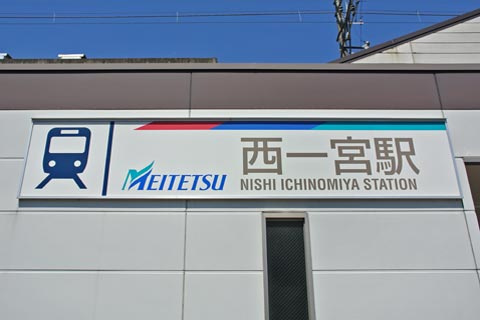 MEITETSU
西一宮駅
NISHI ICHINOMIYA STATION